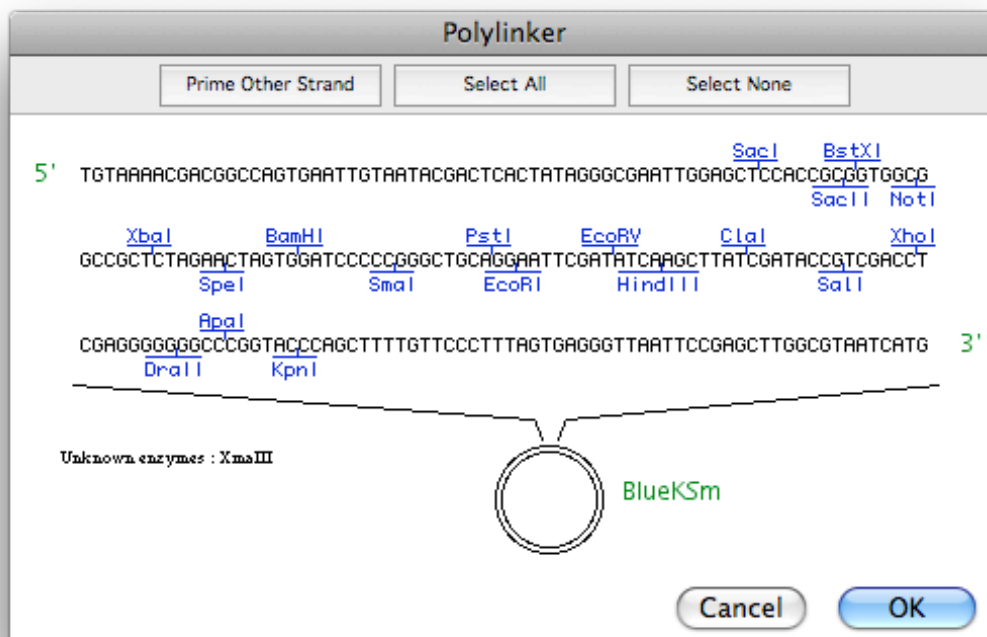 Polylinker
Prime Other Strand Select All Select None
SacI BstXI
5' TGTAAAACGACGGCCAGTGAATTGTAATACGACTCACTATAGGGCGAATTGGAGCTCCACCGCGGTGGCG
SacII NotI
XbaI BamHI PstI EcoRV ClaI XhoI
GCCGCTCTAGAACTAGTGGATCCCCCGGGCTGCAGGAATTCGATATCAAGCTTATCGATACCGTCGACCT
SpeI SmaI EcoRI HindIII SalI
ApaI
CGAGGGGGGGCCCGGTACCCAGCTTTTGTTCCCTTTAGTGAGGGTTAATTCCGAGCTTGGCGTAATCATG 3'
DraII KpnI
Unknown enzymes : XmaIII
BlueKSm
Cancel OK